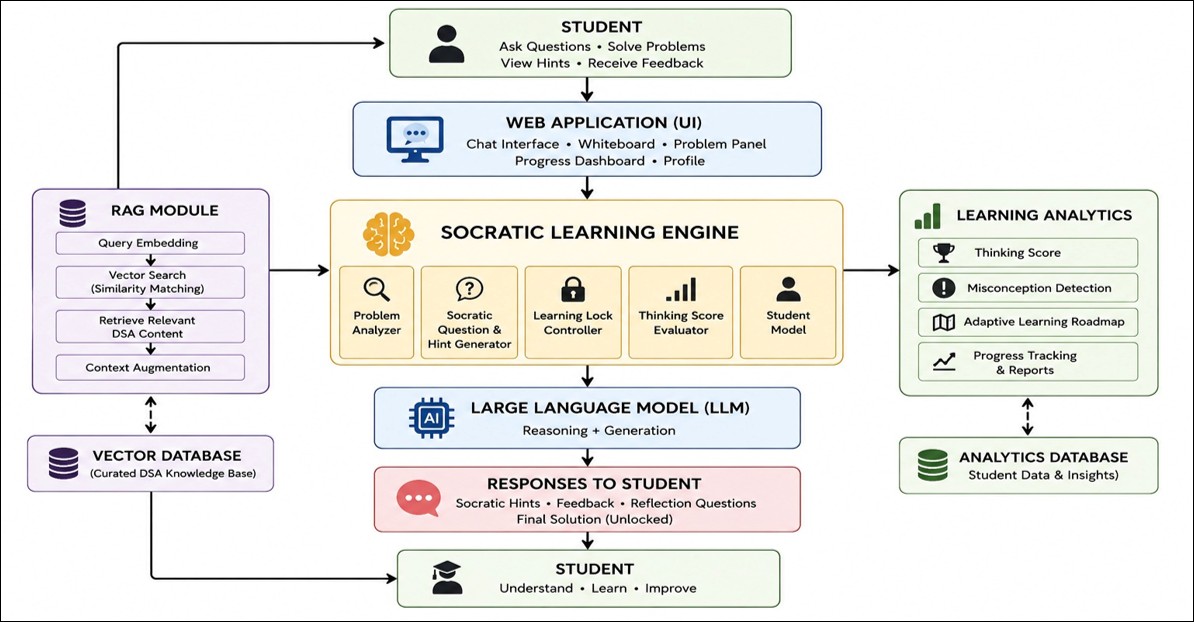 STUDENT
Ask Questions • Solve Problems
View Hints • Receive Feedback
WEB APPLICATION (UI)
Chat Interface • Whiteboard • Problem Panel
Progress Dashboard • Profile
RAG MODULE
Query Embedding
Vector Search
(Similarity Matching)
Retrieve Relevant
DSA Content
Context Augmentation
VECTOR DATABASE
(Curated DSA Knowledge Base)
SOCRATIC LEARNING ENGINE
Problem
Analyzer
Socratic
Question &
Hint Generator
Learning Lock
Controller
Thinking Score
Evaluator
Student
Model
LEARNING ANALYTICS
Thinking Score
Misconception Detection
Adaptive Learning Roadmap
Progress Tracking
& Reports
ANALYTICS DATABASE
Student Data & Insights)
LARGE LANGUAGE MODEL (LLM)
AI
Reasoning + Generation
RESPONSES TO STUDENT
Socratic Hints • Feedback • Reflection Questions
Final Solution (Unlocked)
STUDENT
Understand • Learn • Improve